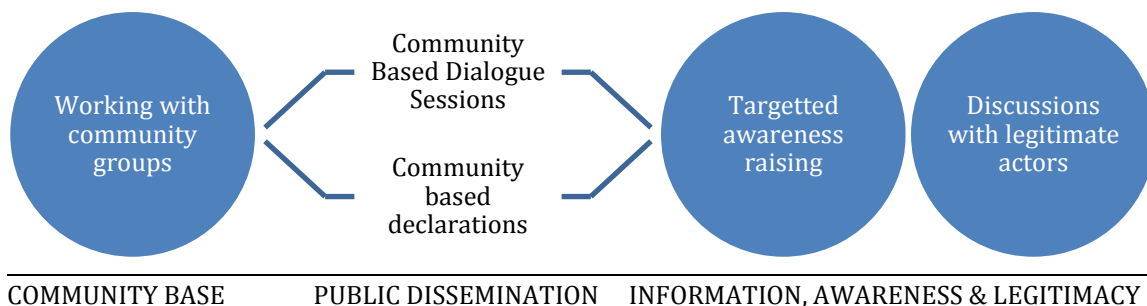 Working with
community
groups
Community
Based Dialogue
Sessions
Community
based
declarations
Targetted
awareness
raising
Discussions
with legitimate
actors
COMMUNITY BASE
PUBLIC DISSEMINATION
INFORMATION, AWARENESS & LEGITIMACY